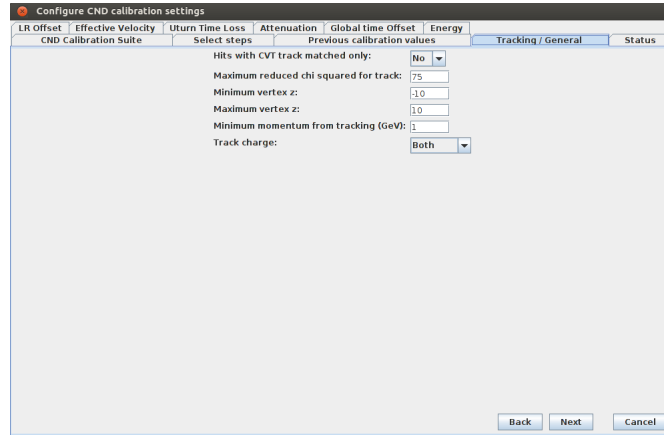 Configure CND calibration settings
LR Offset Effective Velocity Uturn Time Loss Attenuation Global time Offset Energy
CND Calibration Suite Select steps Previous calibration values Tracking / General Status
Hits with CVT track matched only: No
Maximum reduced chi squared for track: 75
Minimum vertex z: -10
Maximum vertex z: 10
Minimum momentum from tracking (GeV): 1
Track charge: Both
Back Next Cancel